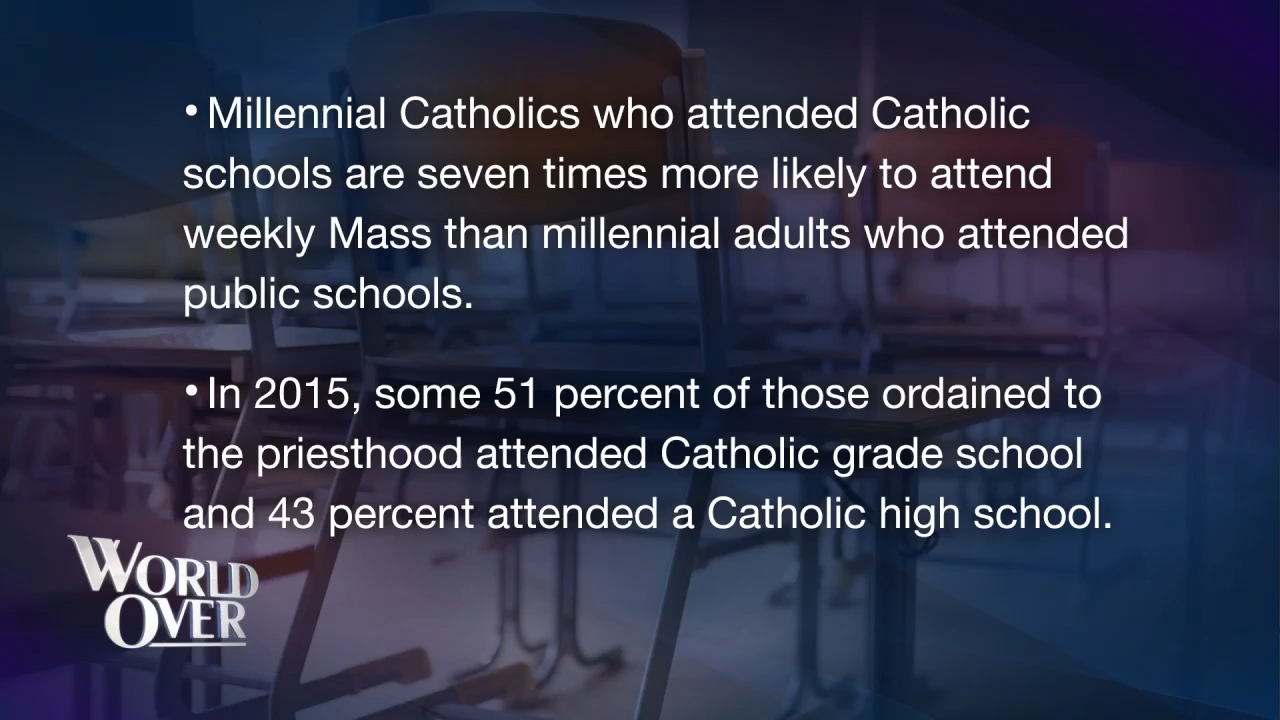 • Millennial Catholics who attended Catholic
schools are seven times more likely to attend
weekly Mass than millennial adults who attended
public schools.
• In 2015, some 51 percent of those ordained to
the priesthood attended Catholic grade school
and 43 percent attended a Catholic high school.
WORLD
OVER